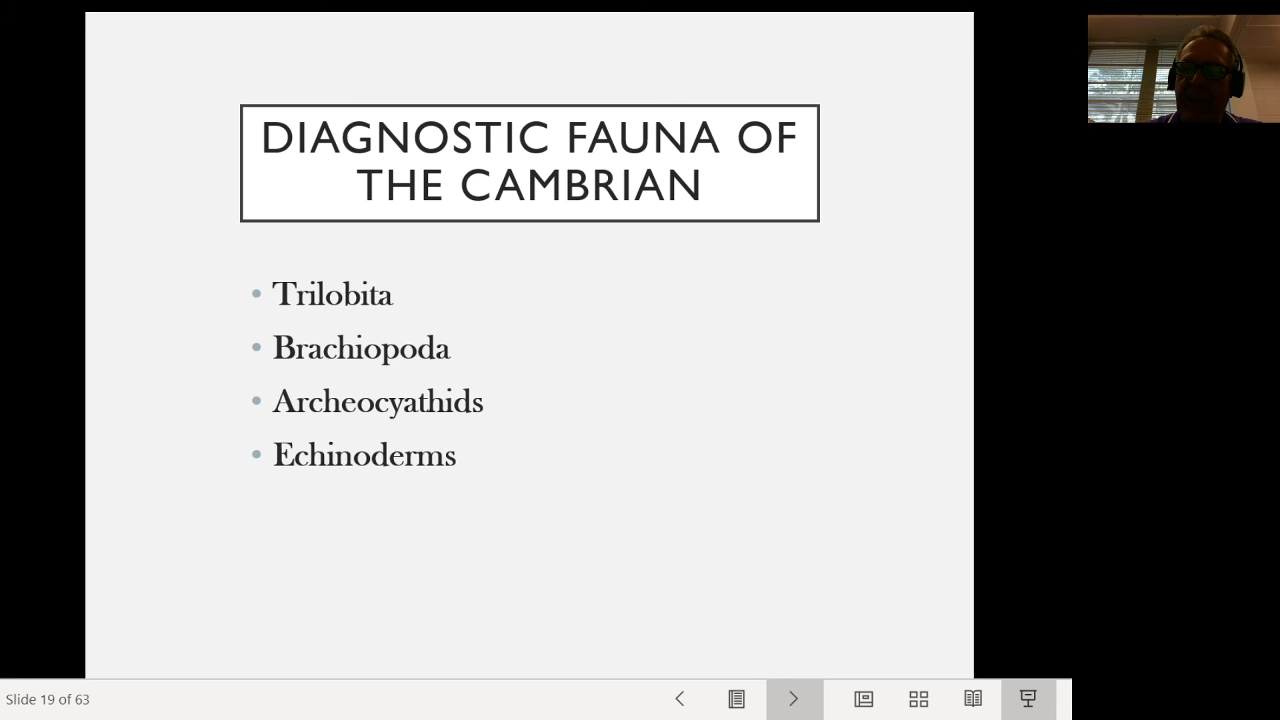 DIAGNOSTIC FAUNA OF
THE CAMBRIAN
• Trilobita
• Brachiopoda
• Archeocyathids
• Echinoderms
Slide 19 of 63